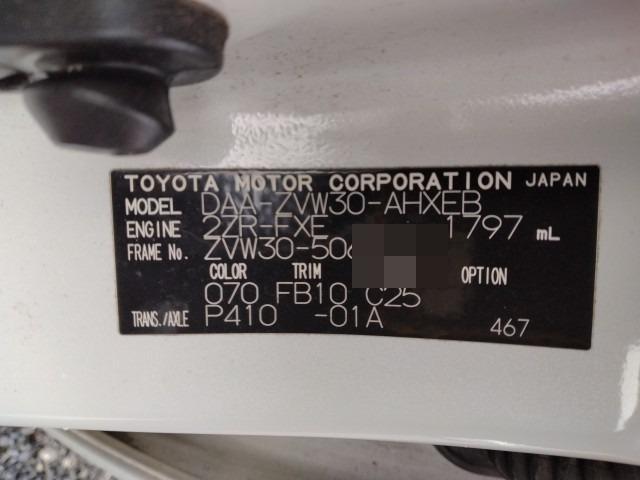 TOYOTA MOTOR CORPORATION JAPAN
MODEL DAA-ZVW30-AHXEB
ENGINE 2ZR-FXE 1797 mL
FRAME No. ZVW30-506
COLOR TRIM OPTION
070 FB10 C25
TRANS./AXLE P410 -01A 467